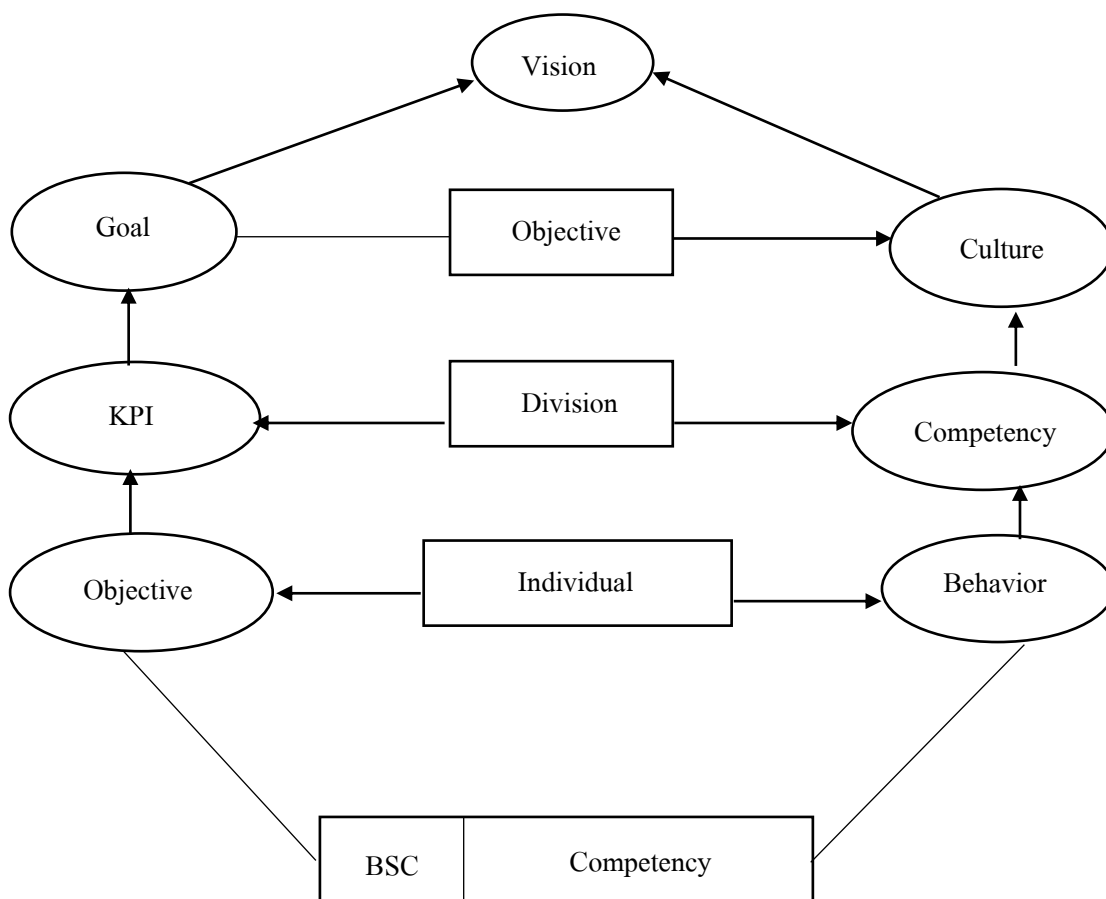 Vision
Goal
Objective
Culture
KPI
Division
Competency
Objective
Individual
Behavior
BSC
Competency